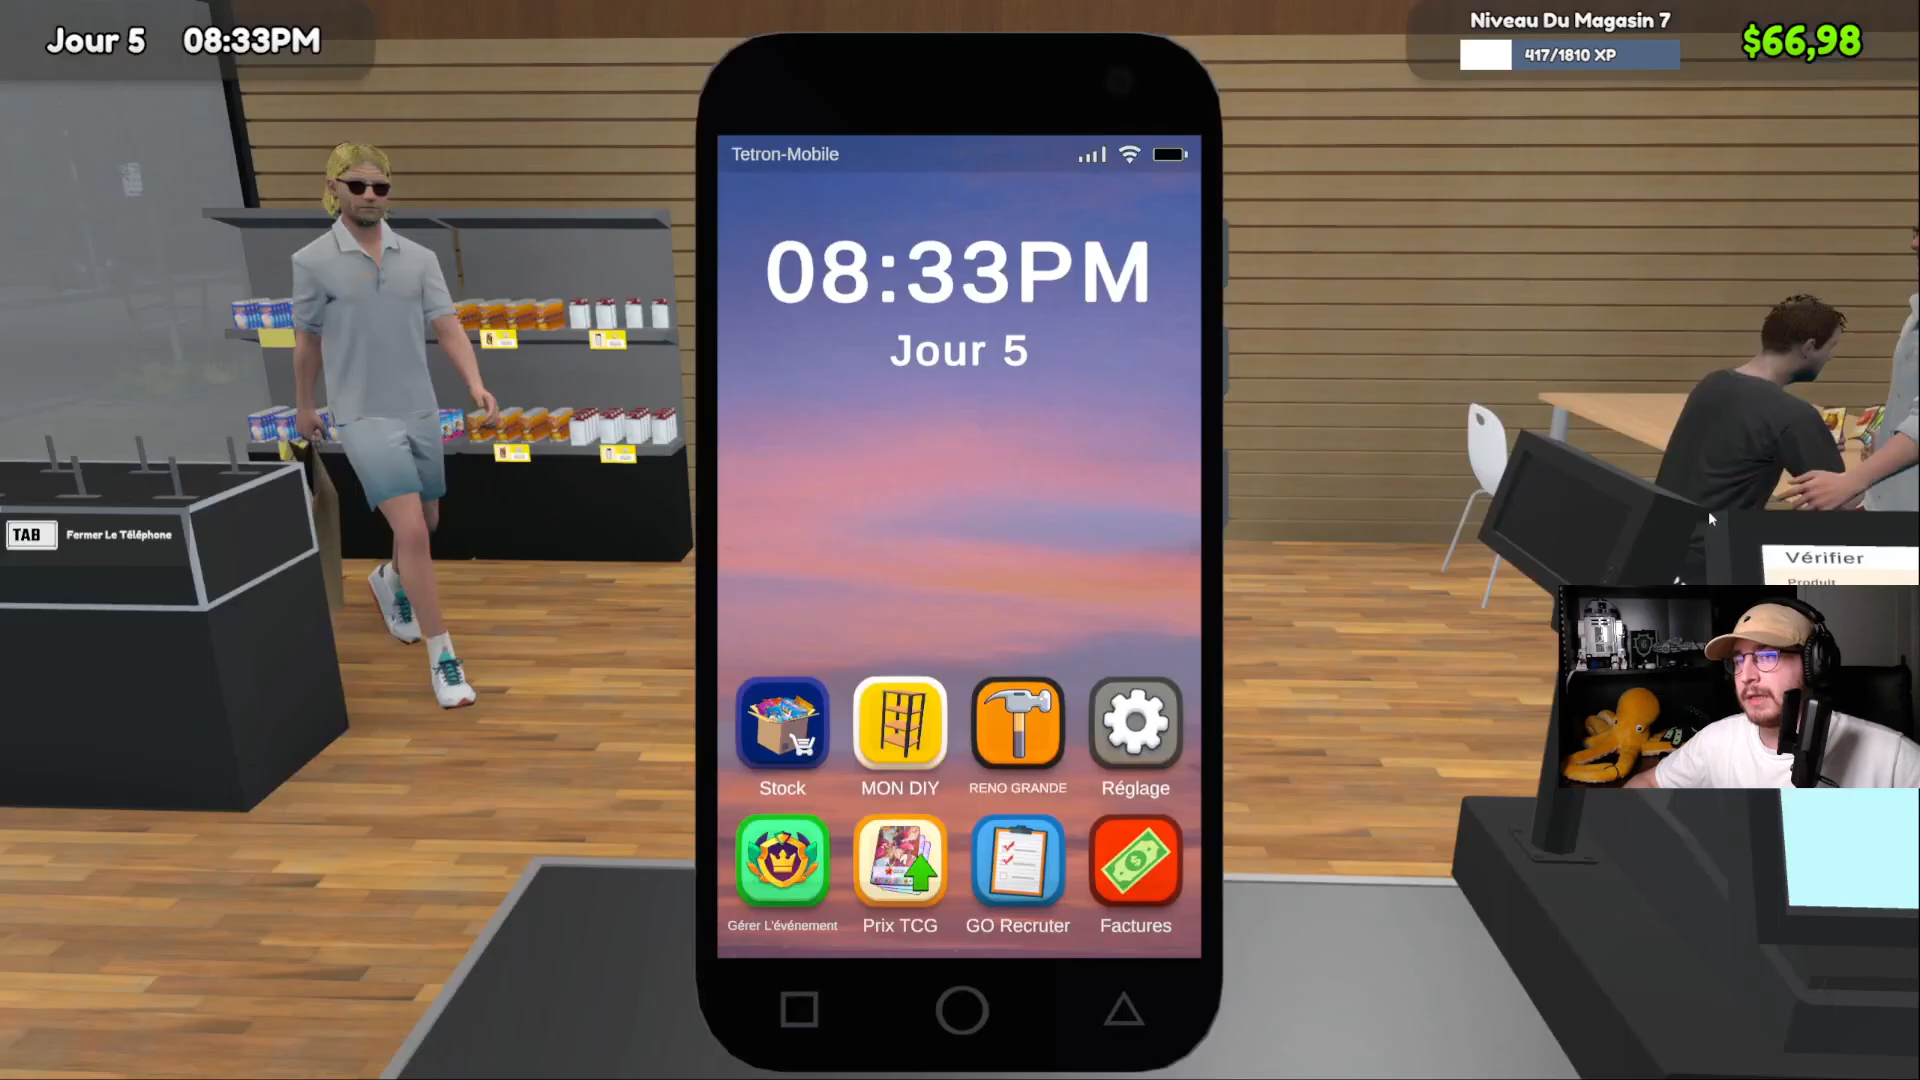 Jour 5 08:33PM
Niveau Du Magasin 7
417/1810 XP
$66,98
Tetron-Mobile
08:33PM
Jour 5
TAB Fermer Le Téléphone
Vérifier
Produit
Stock
MON DIY
RENO GRANDE
Réglage
Gérer L'événement
Prix TCG
GO Recruter
Factures